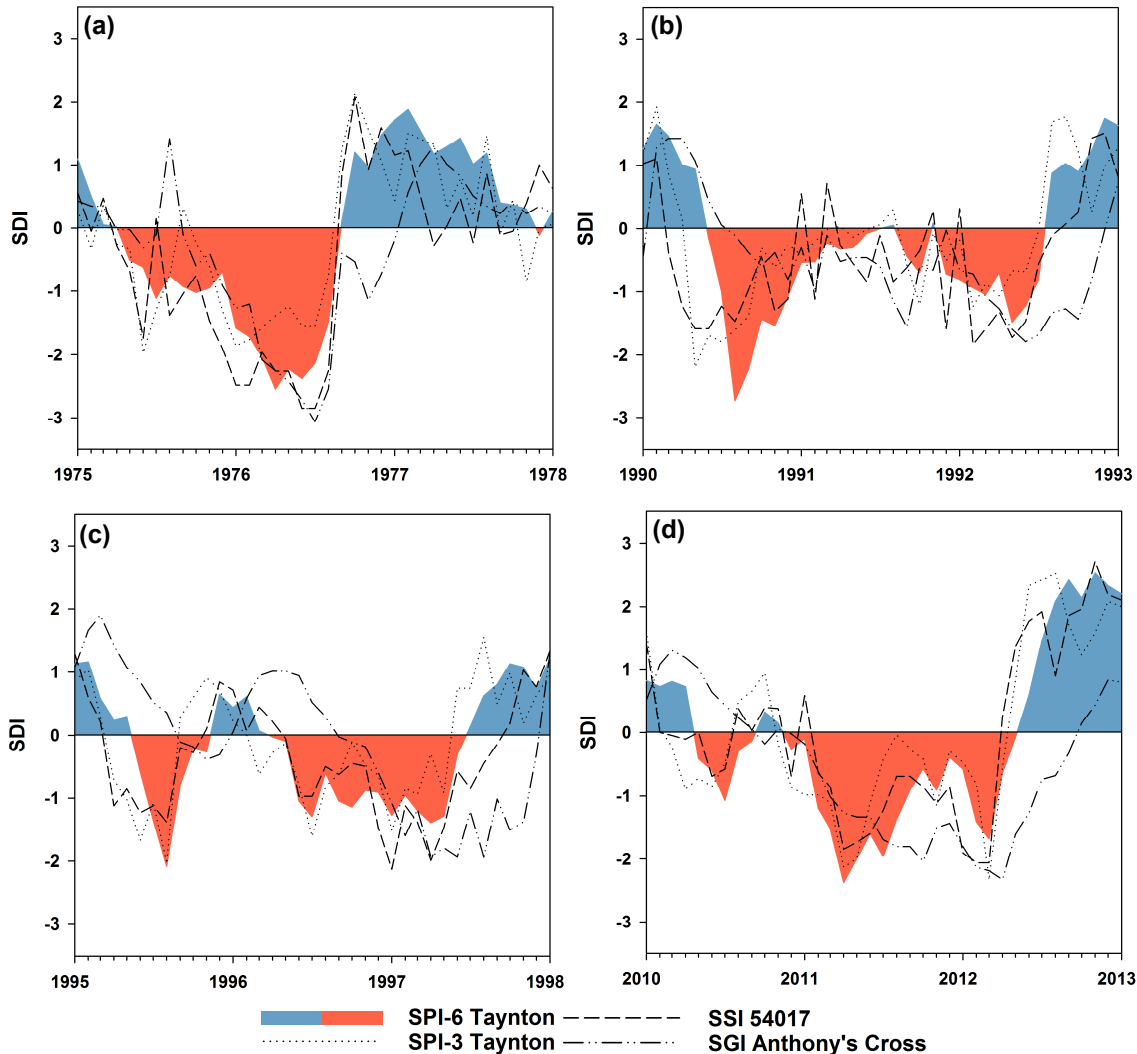 (a)
3
2
1
0
-1
-2
-3
SDI
1975 1976 1977 1978
(b)
3
2
1
0
-1
-2
-3
1990 1991 1992 1993
(c)
3
2
1
0
-1
-2
-3
SDI
1995 1996 1997 1998
(d)
3
2
1
0
-1
-2
-3
SDI
2010 2011 2012 2013
SPI-6 Taynton SSI 54017
SPI-3 Taynton SGI Anthony's Cross